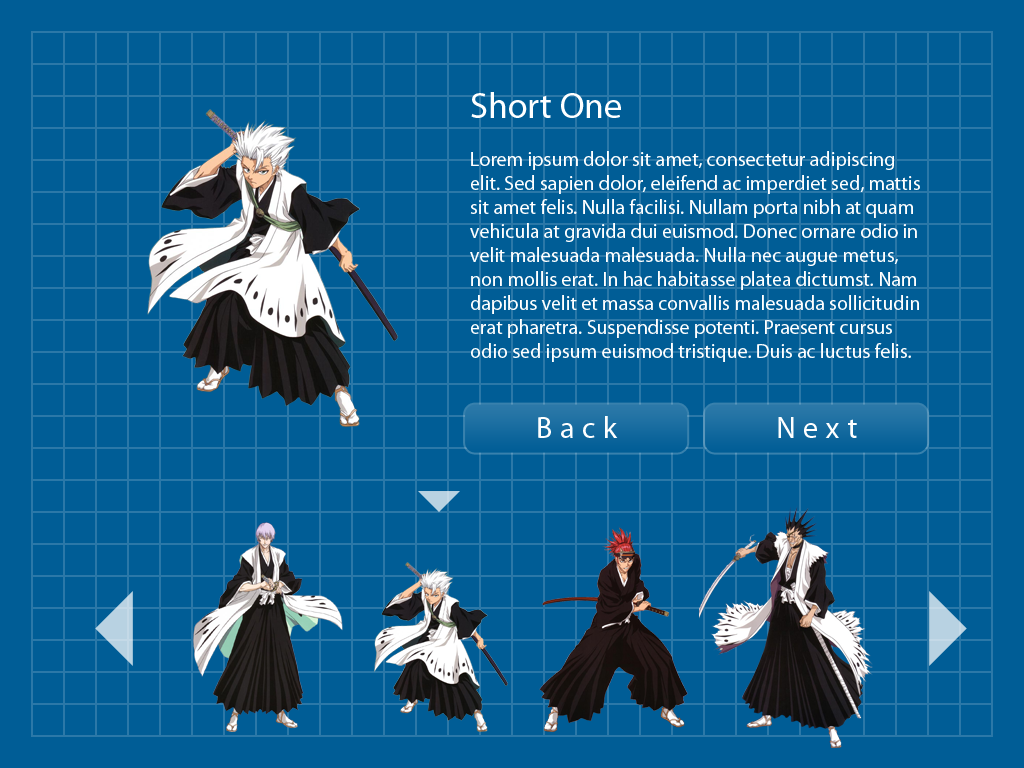 Short One
Lorem ipsum dolor sit amet, consectetur adipiscing
elit. Sed sapien dolor, eleifend ac imperdiet sed, mattis
sit amet felis. Nulla facilisi. Nullam porta nibh at quam
vehicula at gravida dui euismod. Donec ornare odio in
velit malesuada malesuada. Nulla nec augue metus,
non mollis erat. In hac habitasse platea dictumst. Nam
dapibus velit et massa convallis malesuada sollicitudin
erat pharetra. Suspendisse potenti. Praesent cursus
odio sed ipsum euismod tristique. Duis ac luctus felis.
Back
Next